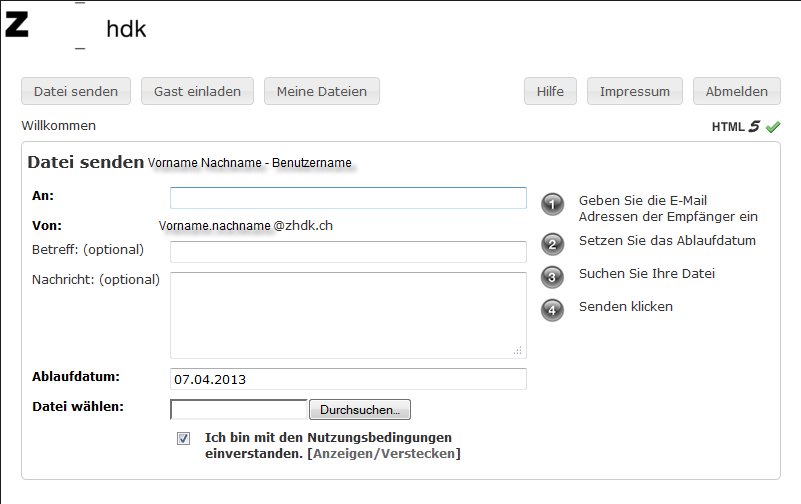 Z hdk
Datei senden Gast einladen Meine Dateien Hilfe Impressum Abmelden
Willkommen HTML 5
Datei senden Vorname Nachname - Benutzername
An:
Von: Vorname.nachname @zhdk.ch
Betreff: (optional)
Nachricht: (optional)
Ablaufdatum: 07.04.2013
Datei wählen: Durchsuchen...
Ich bin mit den Nutzungsbedingungen
einverstanden. [Anzeigen/Verstecken]
1 Geben Sie die E-Mail
Adressen der Empfänger ein
2 Setzen Sie das Ablaufdatum
3 Suchen Sie Ihre Datei
4 Senden klicken